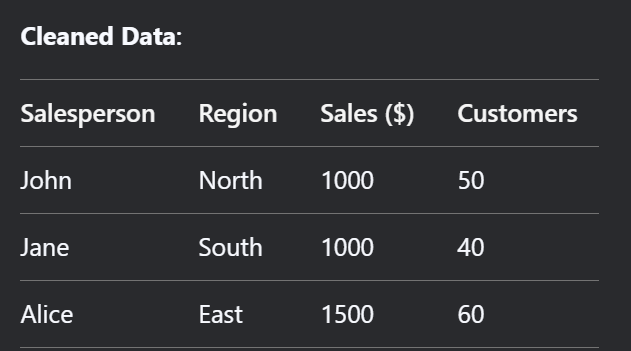 Cleaned Data:
Salesperson Region Sales ($) Customers
John North 1000 50
Jane South 1000 40
Alice East 1500 60